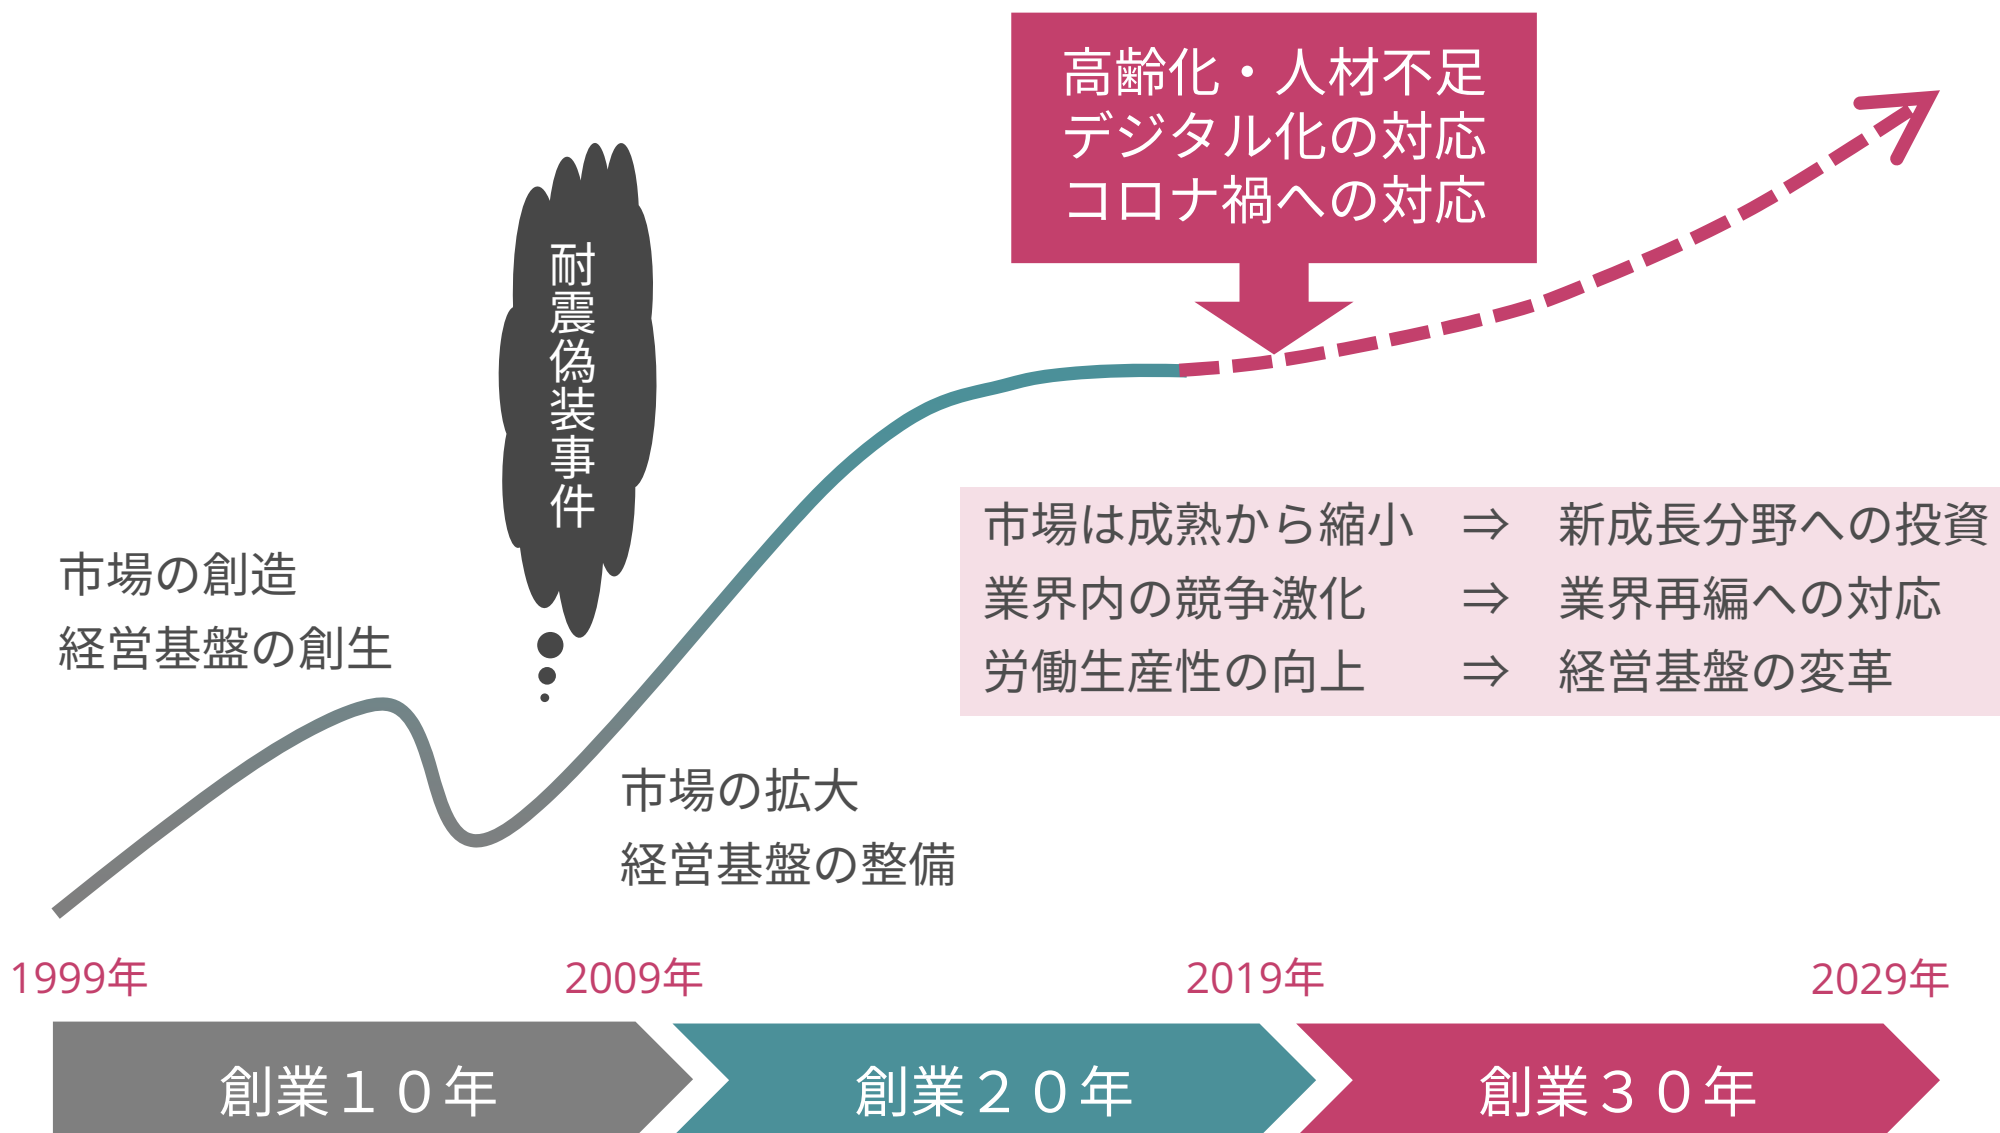 高齢化・人材不足
デジタル化の対応
コロナ禍への対応
耐震偽装事件
市場の創造
経営基盤の創生
市場は成熟から縮小 ⇒ 新成長分野への投資
業界内の競争激化 ⇒ 業界再編への対応
労働生産性の向上 ⇒ 経営基盤の変革
市場の拡大
経営基盤の整備
1999年 2009年 2019年 2029年
創業１０年 創業２０年 創業３０年